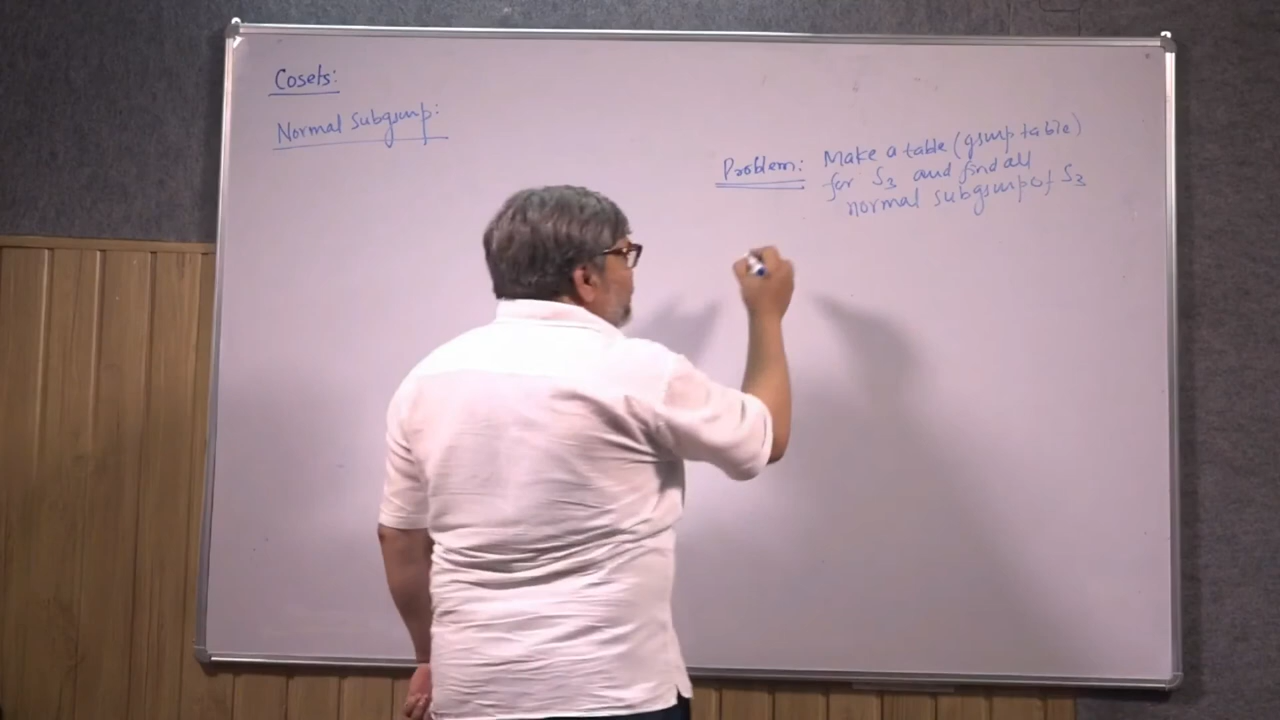 Cosets:
Normal Subgroup:
Problem: Make a table (group table)
for S₃ and find all
normal subgroup of S₃